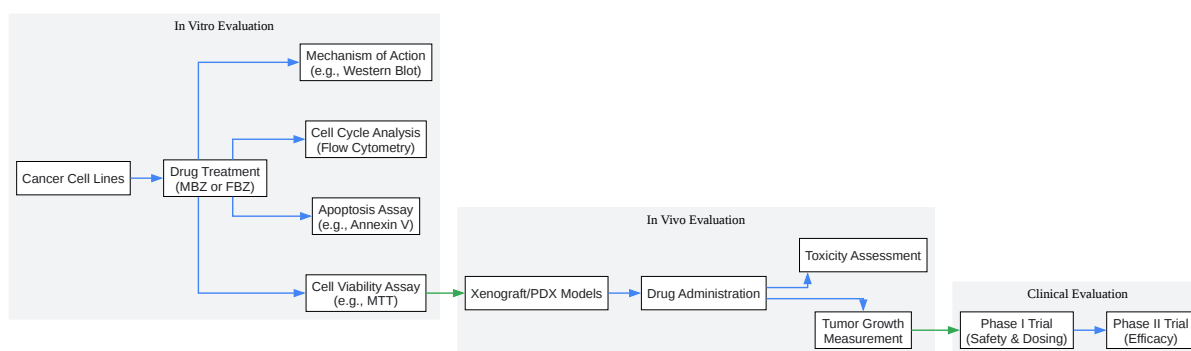 In Vitro Evaluation
Mechanism of Action
(e.g., Western Blot)
Cell Cycle Analysis
(Flow Cytometry)
Cancer Cell Lines
Drug Treatment
(MBZ or FBZ)
Apoptosis Assay
(e.g., Annexin V)
Cell Viability Assay
(e.g., MTT)
In Vivo Evaluation
Xenograft/PDX Models
Drug Administration
Toxicity Assessment
Tumor Growth
Measurement
Clinical Evaluation
Phase I Trial
(Safety & Dosing)
Phase II Trial
(Efficacy)